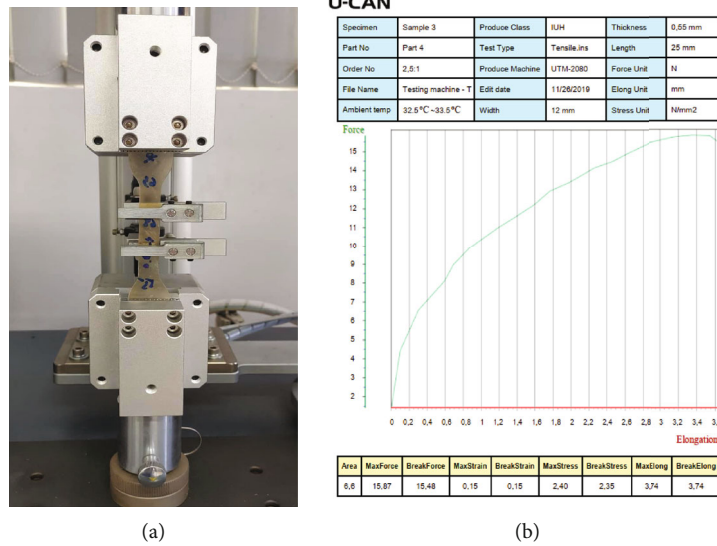 U-CAN
Specimen Sample 3 Produce Class IUH Thickness 0,55 mm
Part No Part 4 Test Type Tensile.ins Length 25 mm
Order No 2,5:1 Produce Machine UTM-2080 Force Unit N
File Name Testing machine - T Edit date 11/26/2019 Elong Unit mm
Ambient temp 32.5°C~33.5°C Width 12 mm Stress Unit N/mm2
Force
15
14
13
12
11
10
9
8
7
6
5
4
3
2
0 0,2 0,4 0,6 0,8 1 1,2 1,4 1,6 1,8 2 2,2 2,4 2,6 2,8 3 3,2 3,4
Elongation
Area MaxForce BreakForce MaxStrain BreakStrain MaxStress BreakStress MaxElong BreakElong
6,6 15,87 15,48 0,15 0,15 2,40 2,35 3,74 3,74
(a) (b)